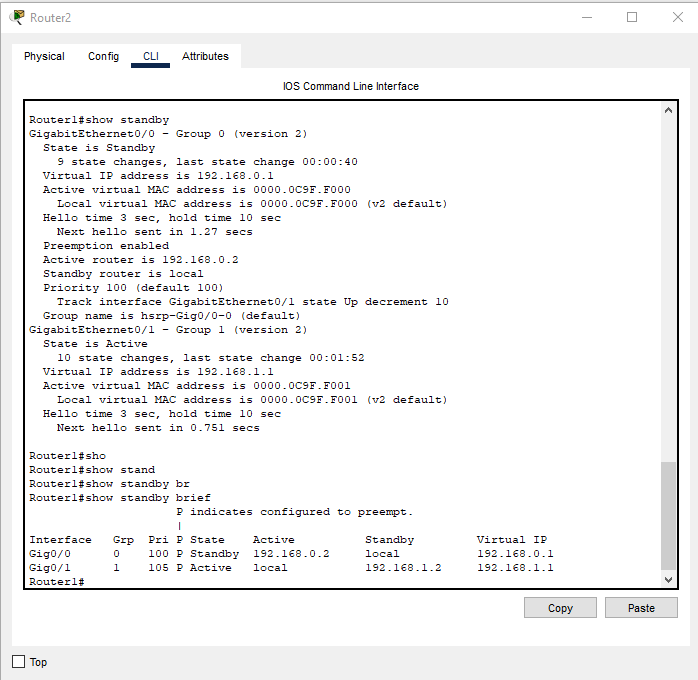 Router2
Physical Config CLI Attributes
IOS Command Line Interface
Router1#show standby
GigabitEthernet0/0 - Group 0 (version 2)
  State is Standby
    9 state changes, last state change 00:00:40
  Virtual IP address is 192.168.0.1
  Active virtual MAC address is 0000.0C9F.F000
    Local virtual MAC address is 0000.0C9F.F000 (v2 default)
  Hello time 3 sec, hold time 10 sec
    Next hello sent in 1.27 secs
  Preemption enabled
  Active router is 192.168.0.2
  Standby router is local
  Priority 100 (default 100)
    Track interface GigabitEthernet0/1 state Up decrement 10
  Group name is hsrp-Gig0/0-0 (default)
GigabitEthernet0/1 - Group 1 (version 2)
  State is Active
    10 state changes, last state change 00:01:52
  Virtual IP address is 192.168.1.1
  Active virtual MAC address is 0000.0C9F.F001
    Local virtual MAC address is 0000.0C9F.F001 (v2 default)
  Hello time 3 sec, hold time 10 sec
    Next hello sent in 0.751 secs
Router1#sho
Router1#show stand
Router1#show standby br
Router1#show standby brief
                     P indicates configured to preempt.
                     |
Interface   Grp  Pri P State    Active          Standby         Virtual IP
Gig0/0      0    100 P Standby  192.168.0.2     local           192.168.0.1
Gig0/1      1    105 P Active   local           192.168.1.2     192.168.1.1
Router1#
Copy Paste
Top